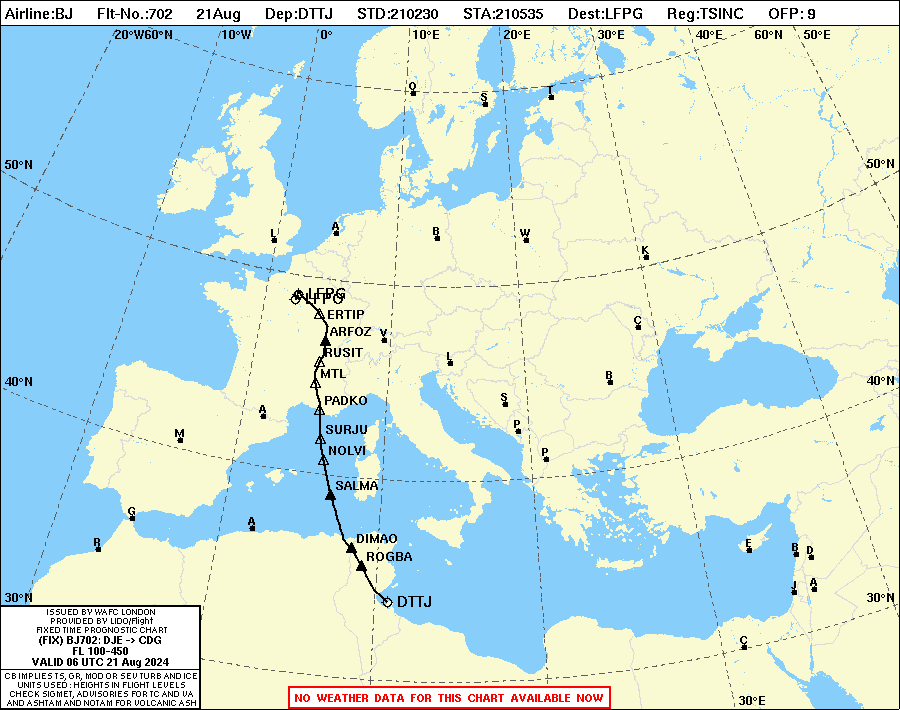 Airline:BJ Flt-No.:702 21Aug Dep:DTTJ STD:210230 STA:210535 Dest:LFPG Reg:TSINC OFP: 9
20°W60°N 10°W 0° 10°E 20°E 30°E 40°E 60°N 50°E
O
S
T
50°N 50°N
L A B W
K
LFPG
LFPO
ERTIP
C
ARFOZ
V
RUSIT
L
MTL
40°N B 40°N
PADKO
S
A
SURJU
P
M
NOLVI
P
SALMA
G
A
DIMAO
R
E
B D
ROGBA
J A
30°N DTTJ 30°N
C
30°E
ISSUED BY WAFC LONDON
PROVIDED BY LIDO/Flight
FIXED TIME PROGNOSTIC CHART
(FIX) BJ702: DJE -> CDG
FL 100-450
VALID 06 UTC 21 Aug 2024
CB IMPLIES TS, GR, MOD OR SEV TURB AND ICE
UNITS USED : HEIGHTS IN FLIGHT LEVELS
CHECK SIGMET, ADVISORIES FOR TC AND VA
AND ASHTAM AND NOTAM FOR VOLCANIC ASH
NO WEATHER DATA FOR THIS CHART AVAILABLE NOW